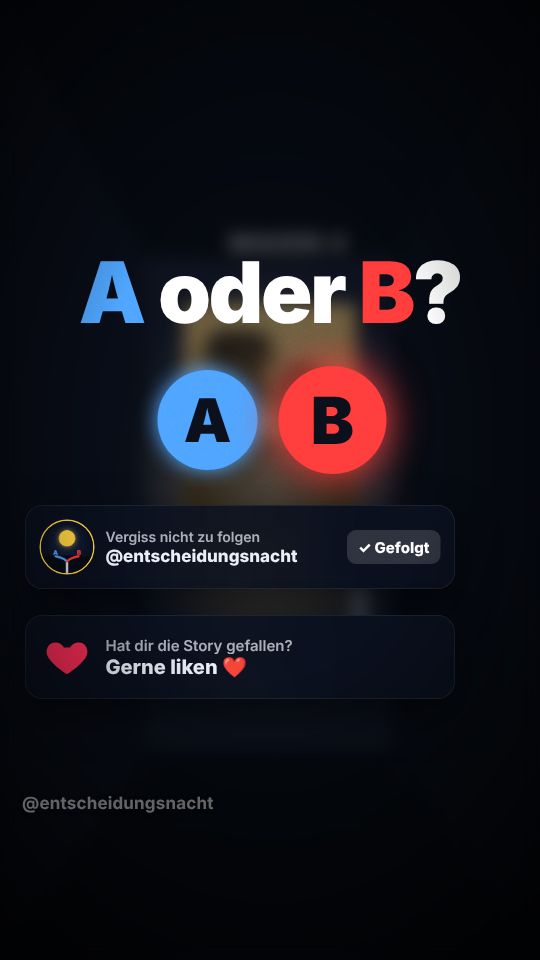 A oder B?
A B
Vergiss nicht zu folgen
@entscheidungsnacht
✓ Gefolgt
Hat dir die Story gefallen?
Gerne liken ❤️
@entscheidungsnacht